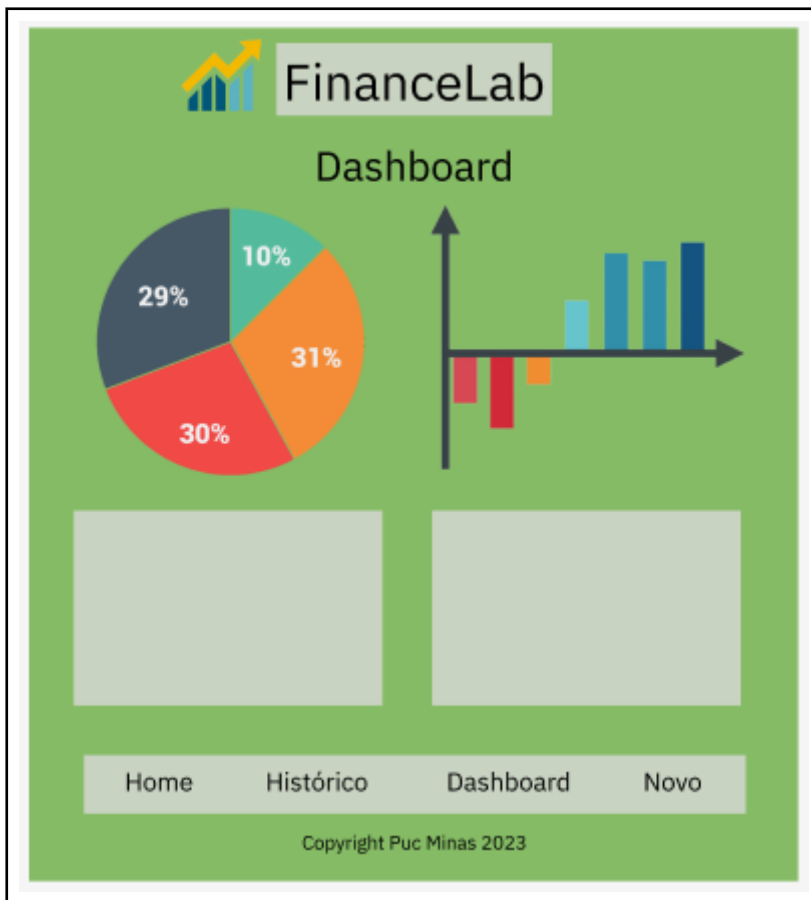 FinanceLab
Dashboard
10%
29%
31%
30%
Home Histórico Dashboard Novo
Copyright Puc Minas 2023